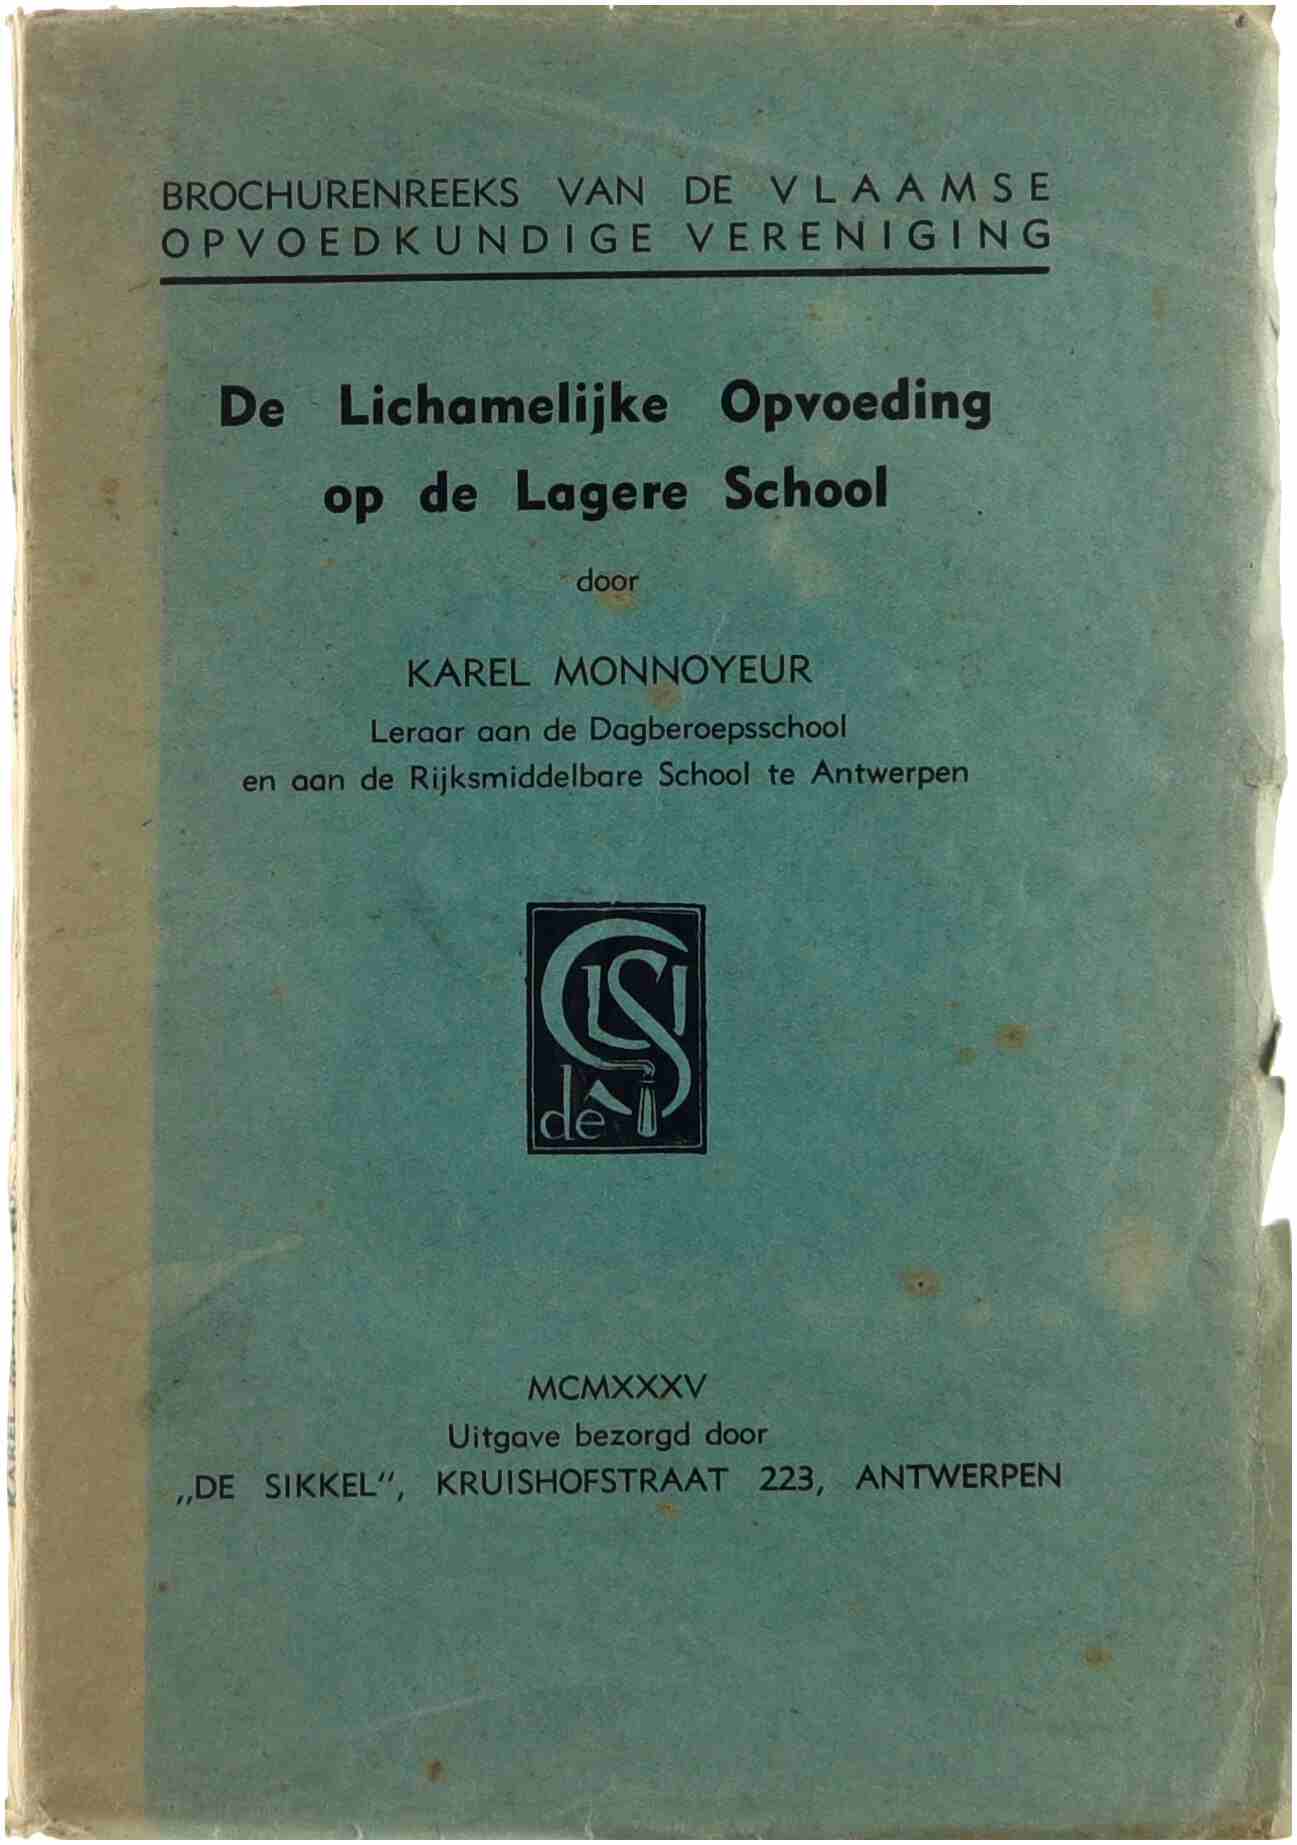 BROCHURENREEKS VAN DE VLAAMSE
OPVOEDKUNDIGE VERENIGING
De Lichamelijke Opvoeding
op de Lagere School
door
KAREL MONNOYEUR
Leraar aan de Dagberoepsschool
en aan de Rijksmiddelbare School te Antwerpen
de
MCMXXXV
Uitgave bezorgd door
„DE SIKKEL”, KRUISHOFSTRAAT 223, ANTWERPEN